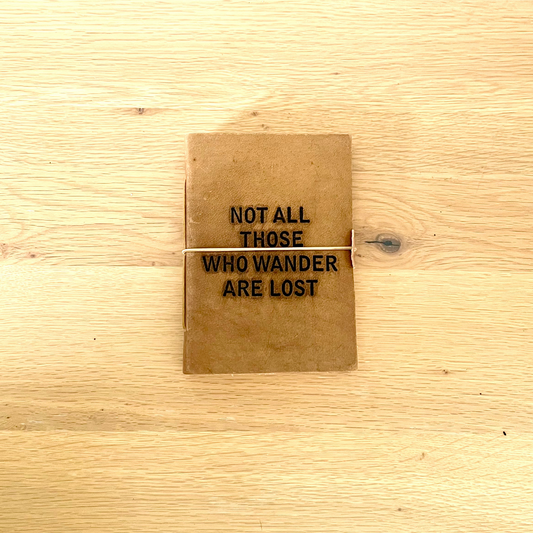 NOT ALL
THOSE
WHO WANDER
ARE LOST